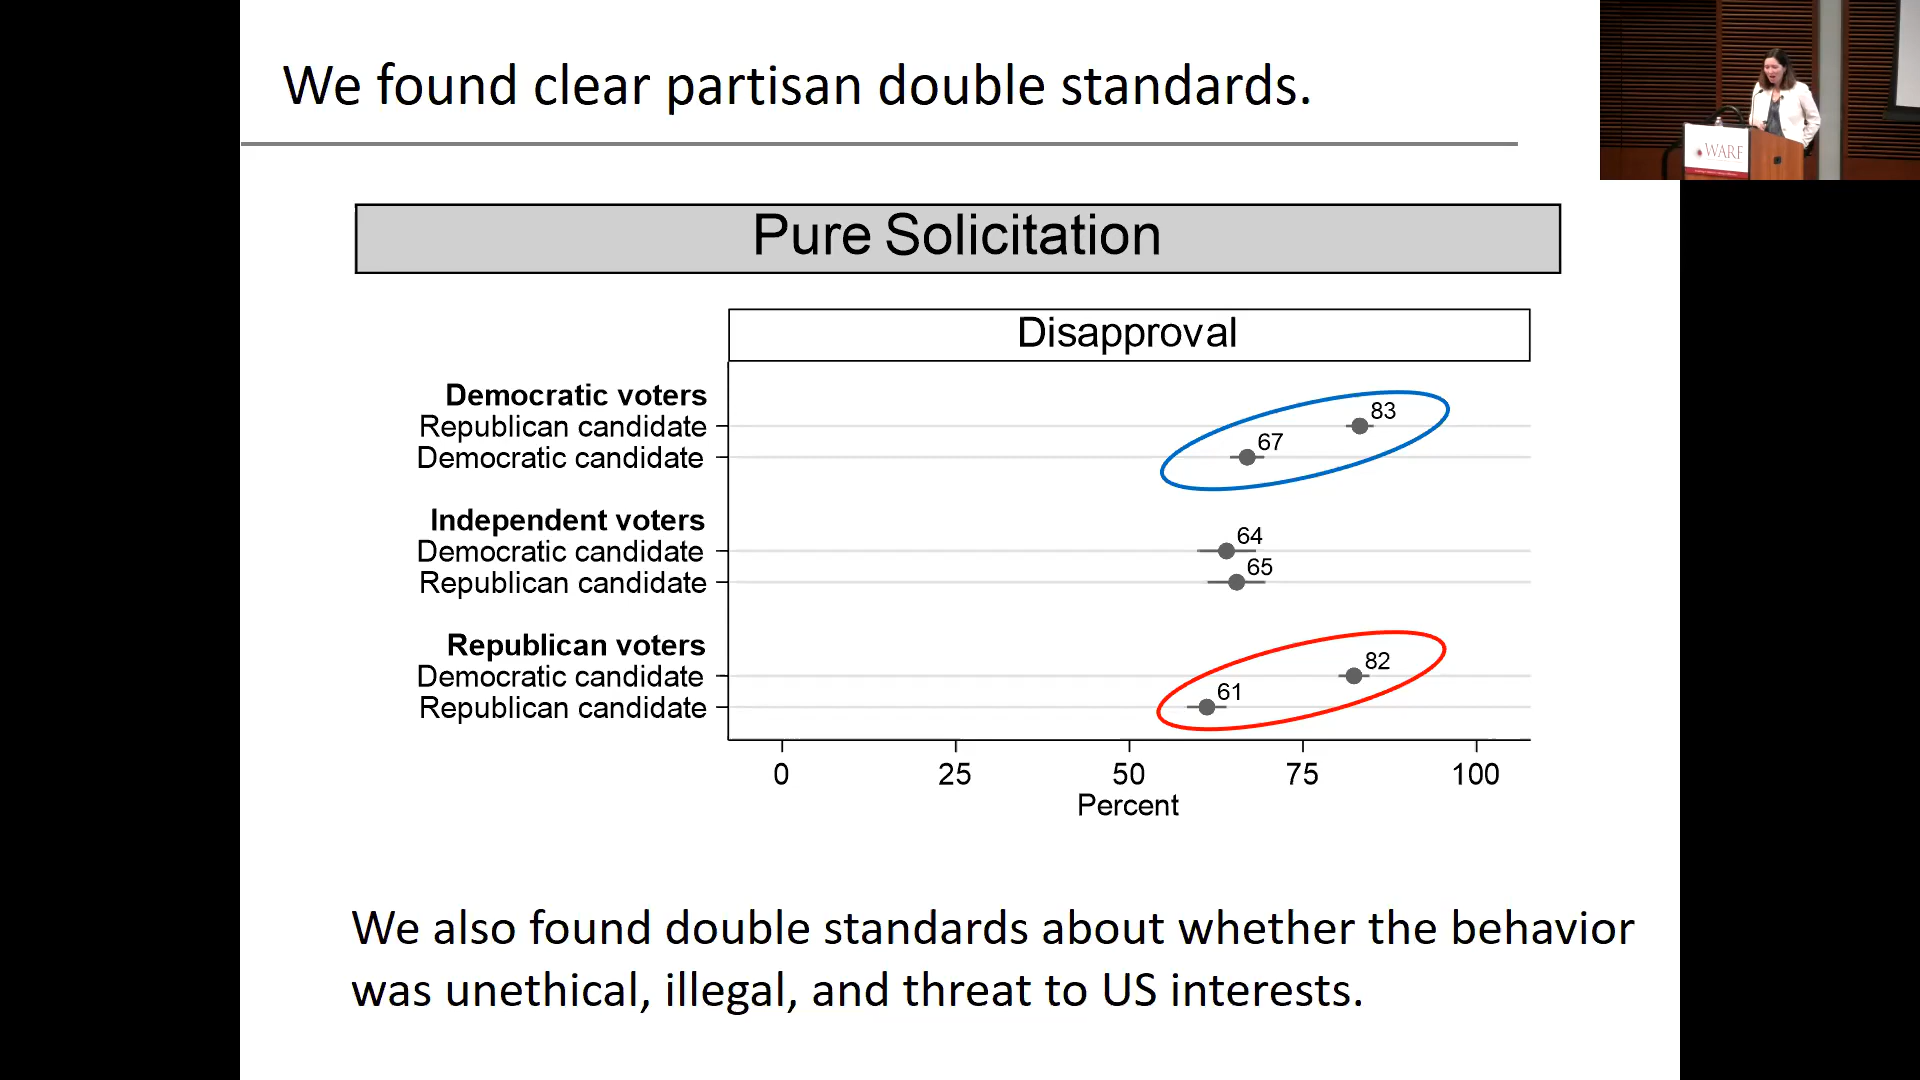 We found clear partisan double standards.
WARF
Pure Solicitation
Disapproval
Democratic voters
Republican candidate
83
Democratic candidate
67
Independent voters
Democratic candidate
64
Republican candidate
65
Republican voters
Democratic candidate
82
Republican candidate
61
0 25 50 75 100
Percent
We also found double standards about whether the behavior
was unethical, illegal, and threat to US interests.